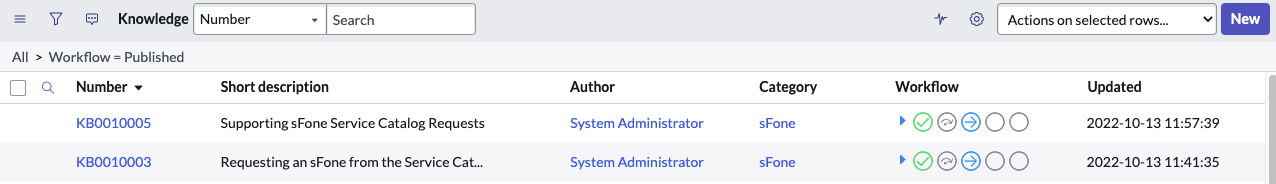 Knowledge Number Search Actions on selected rows... New
All > Workflow = Published
Number Short description Author Category Workflow Updated
KB0010005 Supporting sFone Service Catalog Requests System Administrator sFone 2022-10-13 11:57:39
KB0010003 Requesting an sFone from the Service Cat... System Administrator sFone 2022-10-13 11:41:35